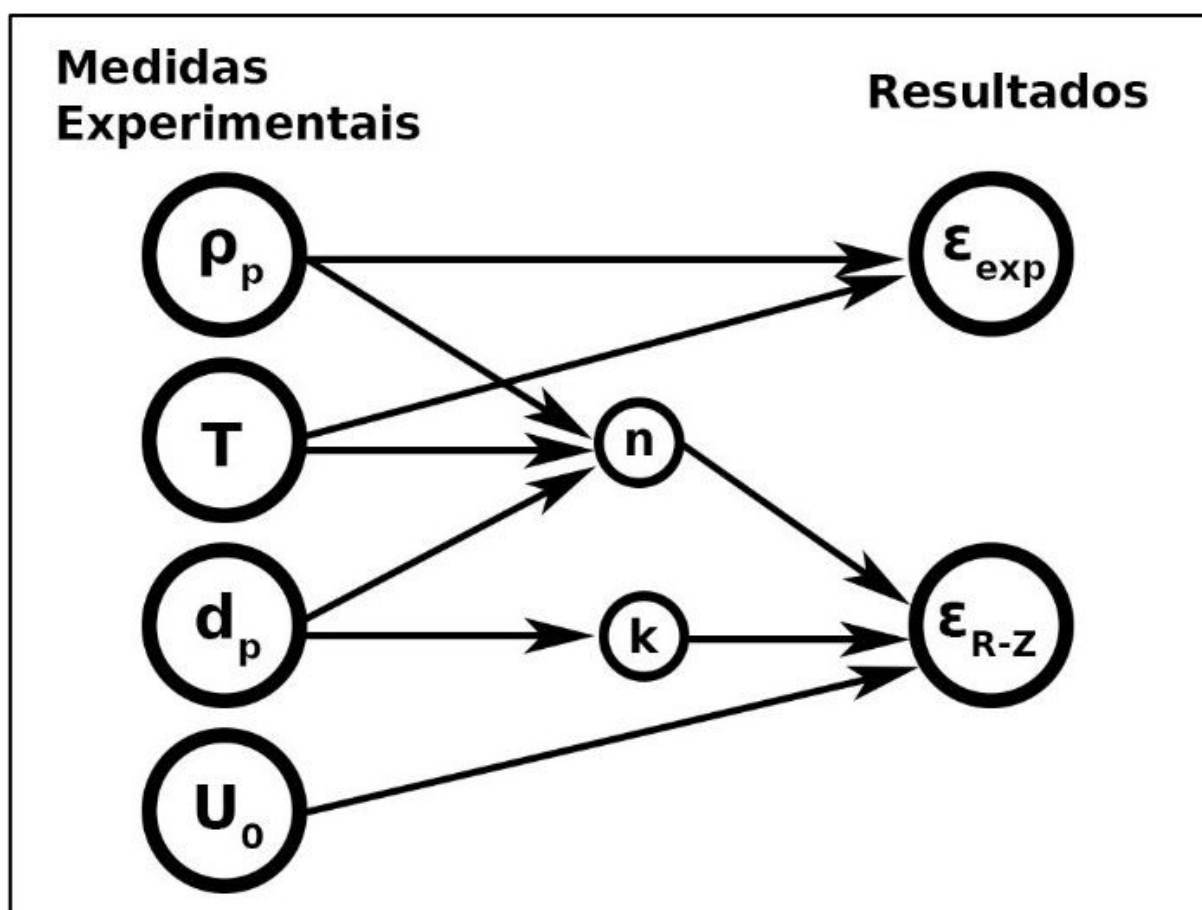 Medidas
Experimentais
Resultados
ρp
εexp
T
n
dp
k
εR-Z
U0